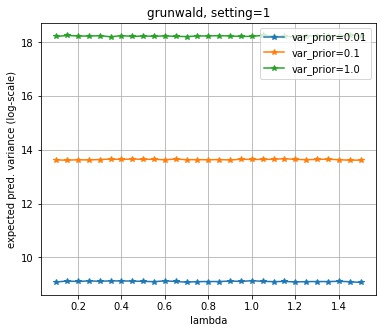 grunwald, setting=1
expected pred. variance (log-scale)
18
16
14
12
10
var_prior=0.01
var_prior=0.1
var_prior=1.0
0.2 0.4 0.6 0.8 1.0 1.2 1.4
lambda